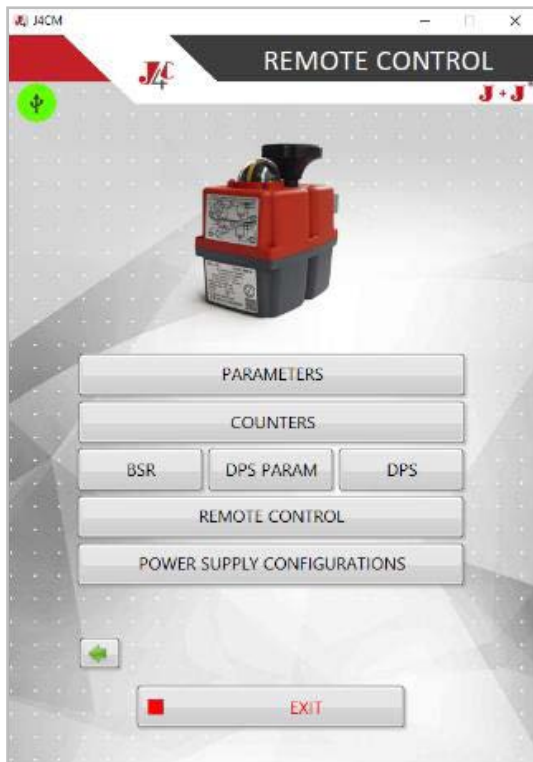 J4CM
REMOTE CONTROL
J4C
J+J
PARAMETERS
COUNTERS
BSR DPS PARAM DPS
REMOTE CONTROL
POWER SUPPLY CONFIGURATIONS
EXIT